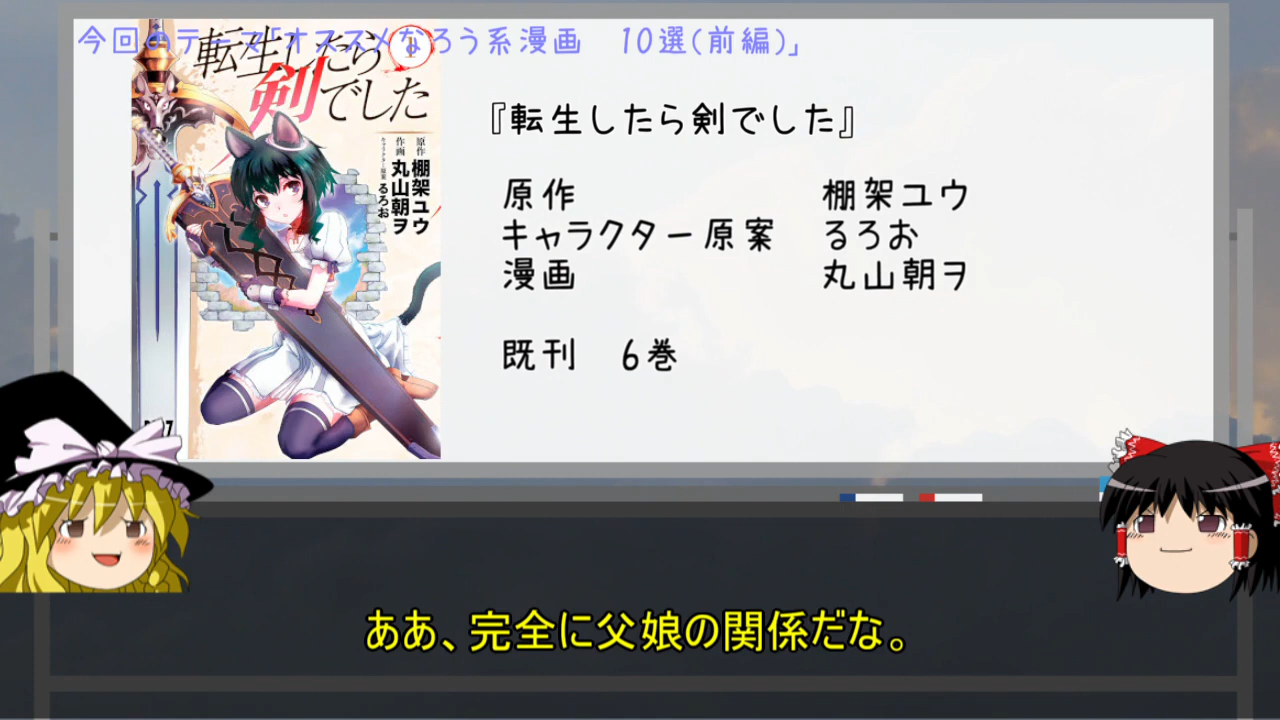 今回のテーマ「オススメなろう系漫画　10選(前編)」
転生したら
剣でした
1
原作 棚架ユウ
作画 丸山朝ヲ
キャラクター原案 るろお
『転生したら剣でした』
原作　棚架ユウ
キャラクター原案　るろお
漫画　丸山朝ヲ
既刊　6巻
ああ、完全に父娘の関係だな。